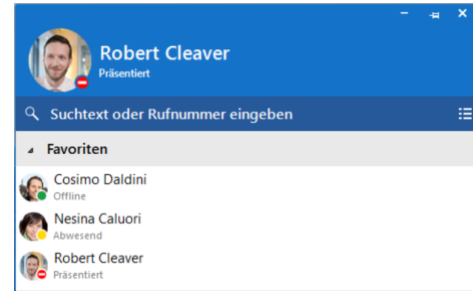 Robert Cleaver
Präsentiert
Suchtext oder Rufnummer eingeben
Favoriten
Cosimo Daldini
Offline
Nesina Caluori
Abwesend
Robert Cleaver
Präsentiert